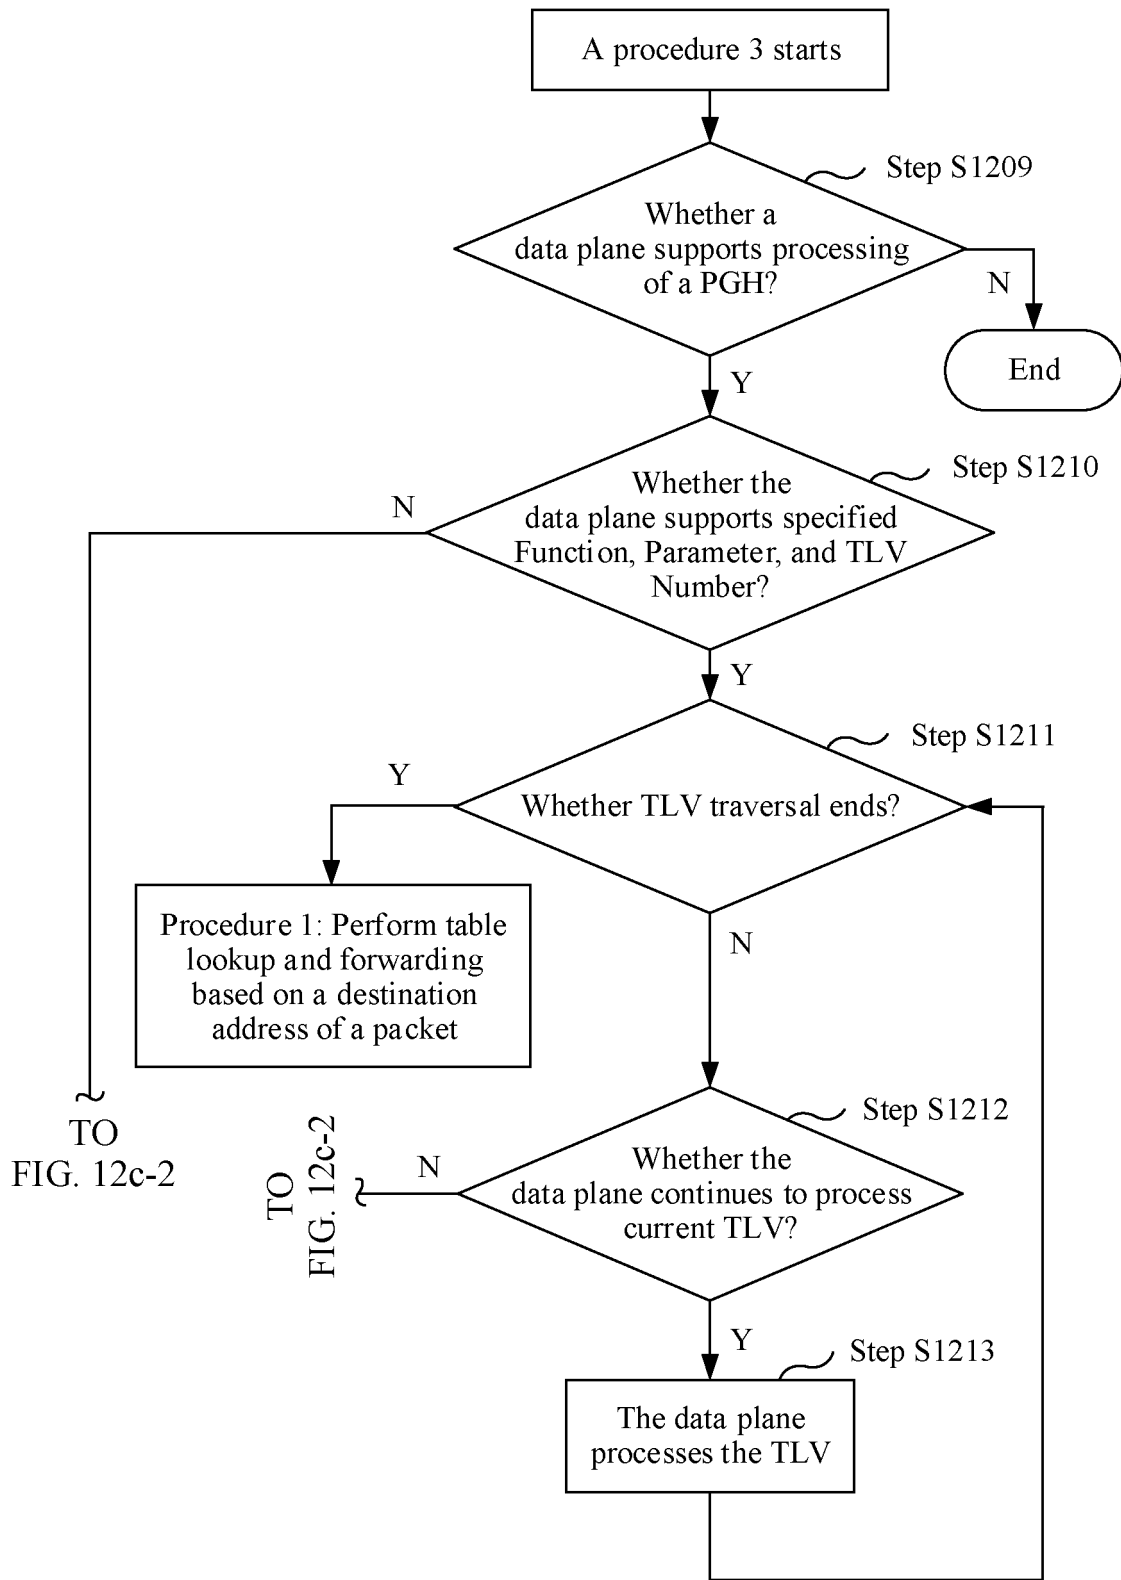 A procedure 3 starts
Step S1209
Whether a
data plane supports processing
of a PGH?
N
End
Y
Step S1210
Whether the
data plane supports specified
Function, Parameter, and TLV
Number?
N
Y
Step S1211
Whether TLV traversal ends?
Y
Procedure 1: Perform table
lookup and forwarding
based on a destination
address of a packet
N
TO
FIG. 12c-2
Step S1212
Whether the
data plane continues to process
current TLV?
N
TO
FIG. 12c-2
Y
Step S1213
The data plane
processes the TLV